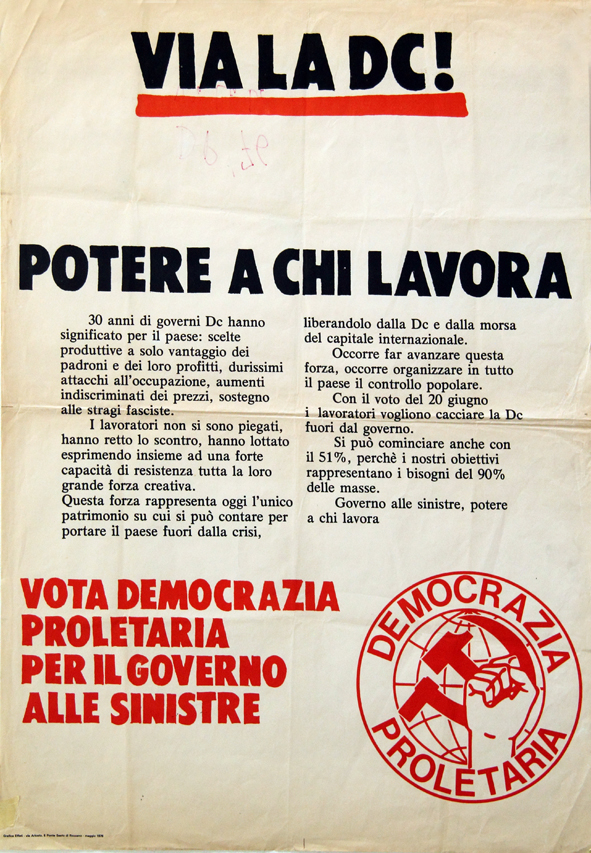 VIA LA DC!
POTERE A CHI LAVORA
30 anni di governi Dc hanno
significato per il paese: scelte
produttive a solo vantaggio dei
padroni e dei loro profitti, durissimi
attacchi all'occupazione, aumenti
indiscriminati dei prezzi, sostegno
alle stragi fasciste.
I lavoratori non si sono piegati,
hanno retto lo scontro, hanno lottato
esprimendo insieme ad una forte
capacità di resistenza tutta la loro
grande forza creativa.
Questa forza rappresenta oggi l'unico
patrimonio su cui si può contare per
portare il paese fuori dalla crisi,
liberandolo dalla Dc e dalla morsa
del capitale internazionale.
Occorre far avanzare questa
forza, occorre organizzare in tutto
il paese il controllo popolare.
Con il voto del 20 giugno
i lavoratori vogliono cacciare la Dc
fuori dal governo.
Si può cominciare anche con
il 51%, perchè i nostri obiettivi
rappresentano i bisogni del 90%
delle masse.
Governo alle sinistre, potere
a chi lavora
VOTA DEMOCRAZIA
PROLETARIA
PER IL GOVERNO
ALLE SINISTRE
DEMOCRAZIA
PROLETARIA